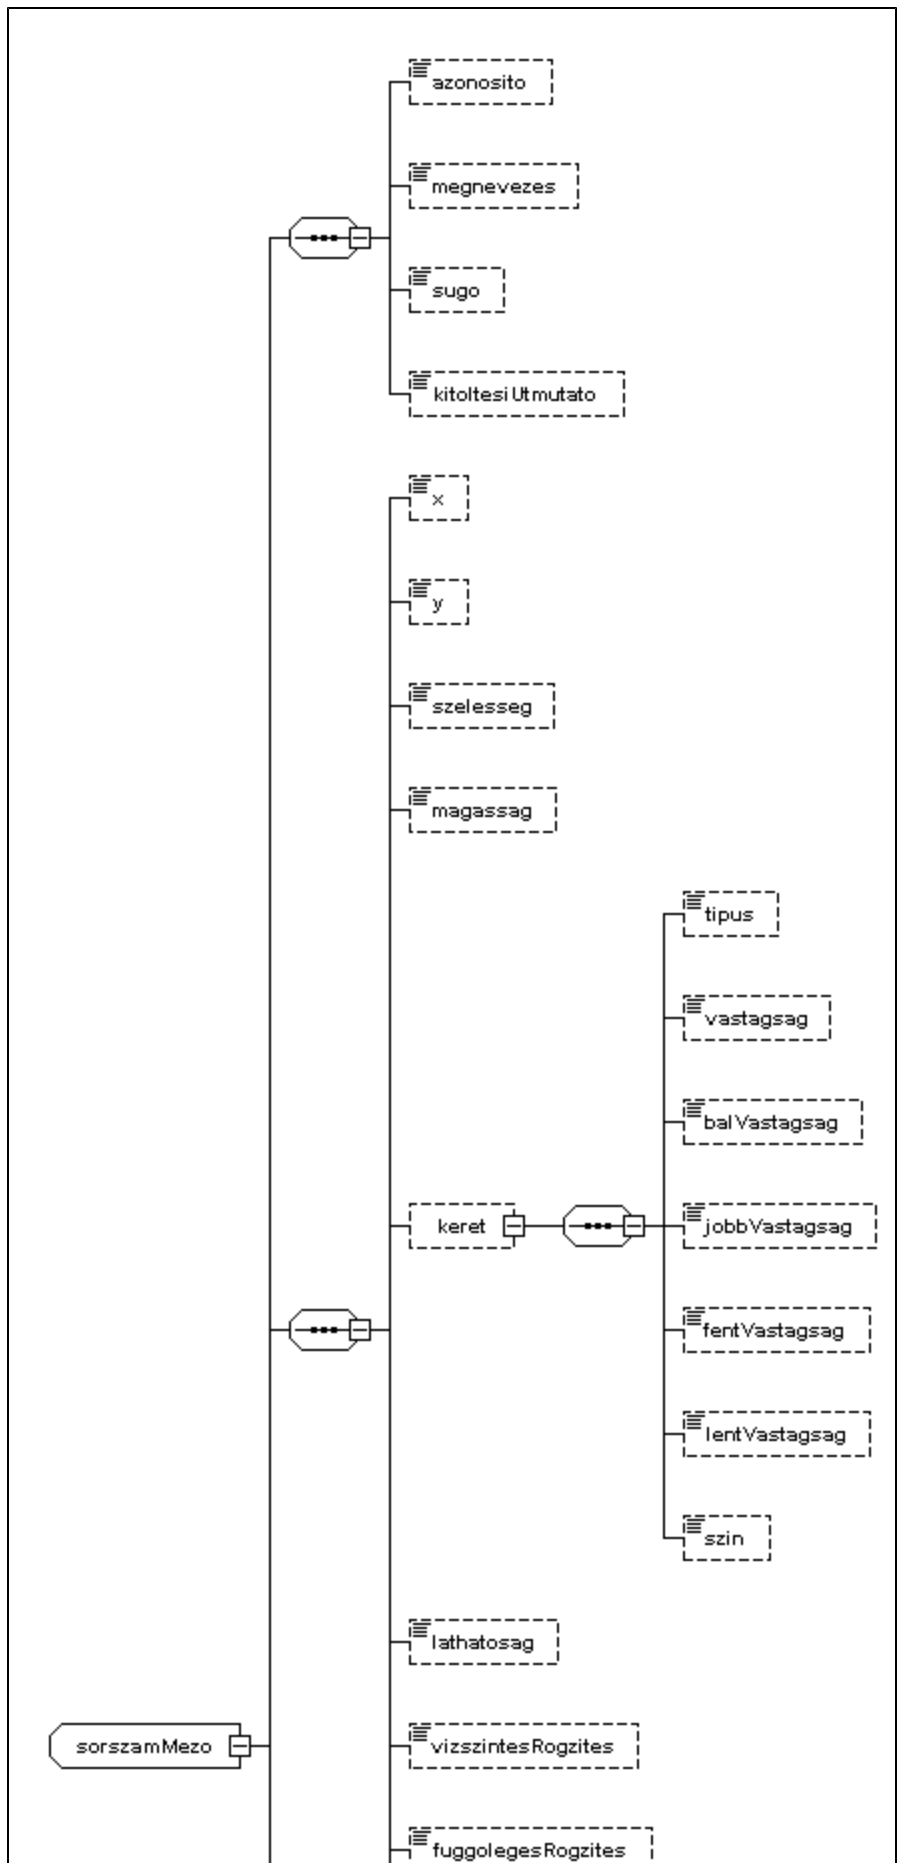 azonosito
megnevezes
sugo
kitoltesiUtmutato
x
y
szelesseg
magassag
tipus
vastagsag
balVastagsag
keret
jobbVastagsag
fentVastagsag
lentVastagsag
szin
lathatosag
sorszamMezo
vizszintesRogzites
fuggolegesRogzites